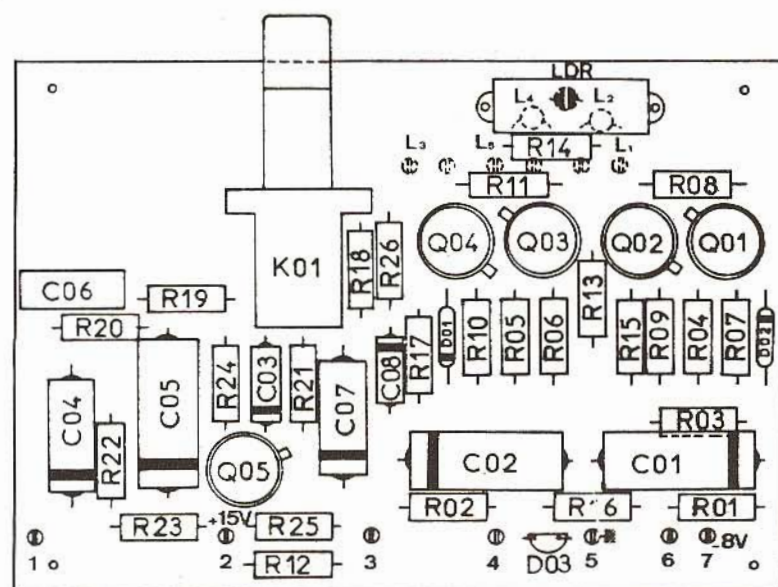 LDR
L4 L2
L3 L5 R14 L1
R11 R08
Q04 Q03 Q02 Q01
K01 R18 R26
C06 R19 R13
R20
D01 R10 R05 R06 R15 R09 R04 R07 D02
C04 R22 C05 R24 C03 R21 C07 C08 R17
R03
Q05 C02 C01
R02 R16 R01
R23 +15V R25 -8V
1 2 R12 3 4 D03 5 6 7